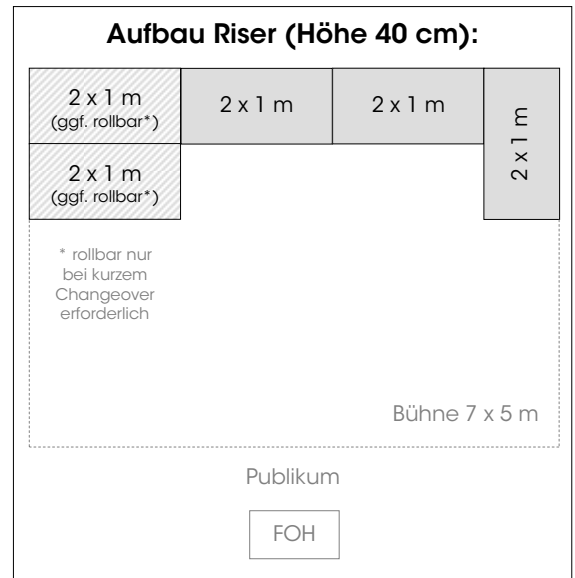 Aufbau Riser (Höhe 40 cm):
2 x 1 m
(ggf. rollbar*)
2 x 1 m
2 x 1 m
2 x 1 m
2 x 1 m
(ggf. rollbar*)
* rollbar nur
bei kurzem
Changeover
erforderlich
Bühne 7 x 5 m
Publikum
FOH